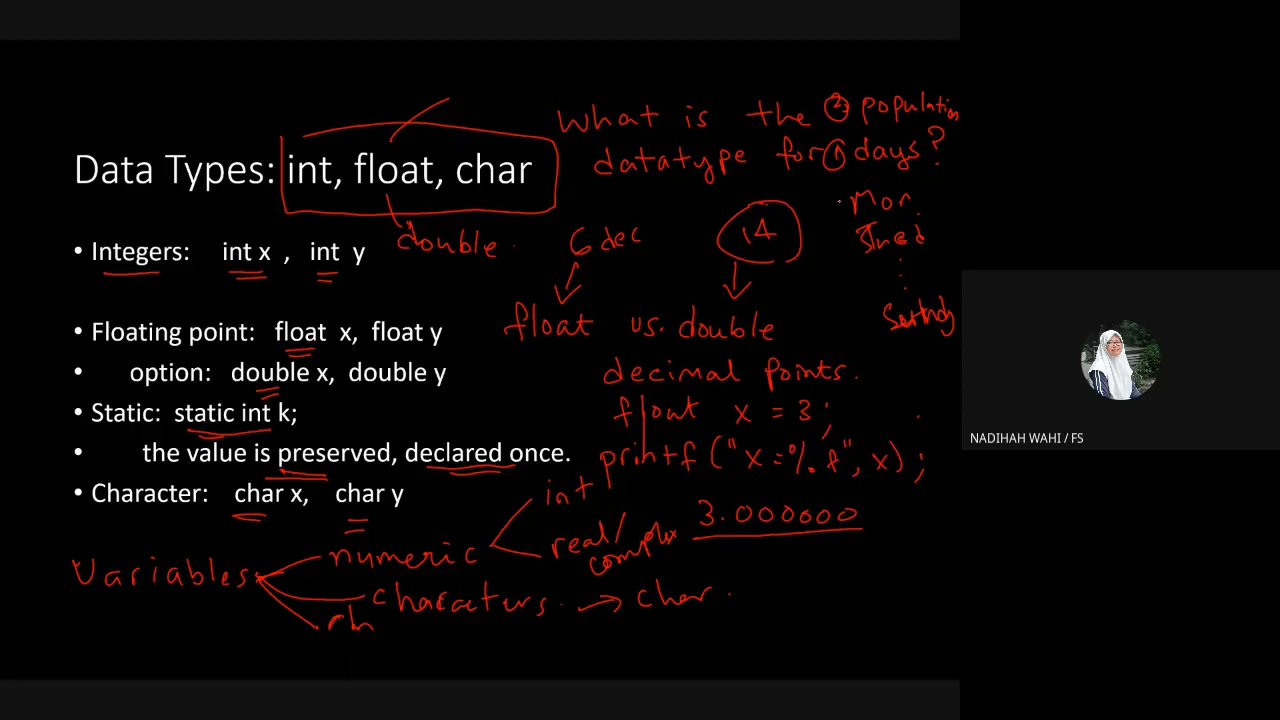 What is the ② population
datatype for ① days?
Data Types: int, float, char
Mon
double.
6 dec
14
• Integers: int x , int y
float vs. double
• Floating point: float x, float y
decimal points.
• option: double x, double y
float x = 3;
• Static: static int k;
printf ("x=%f", x);
• the value is preserved, declared once.
• Character: char x, char y
int
3.000000
real/
complex
numeric
Variables
characters. → char.
NADIHAH WAHI / FS